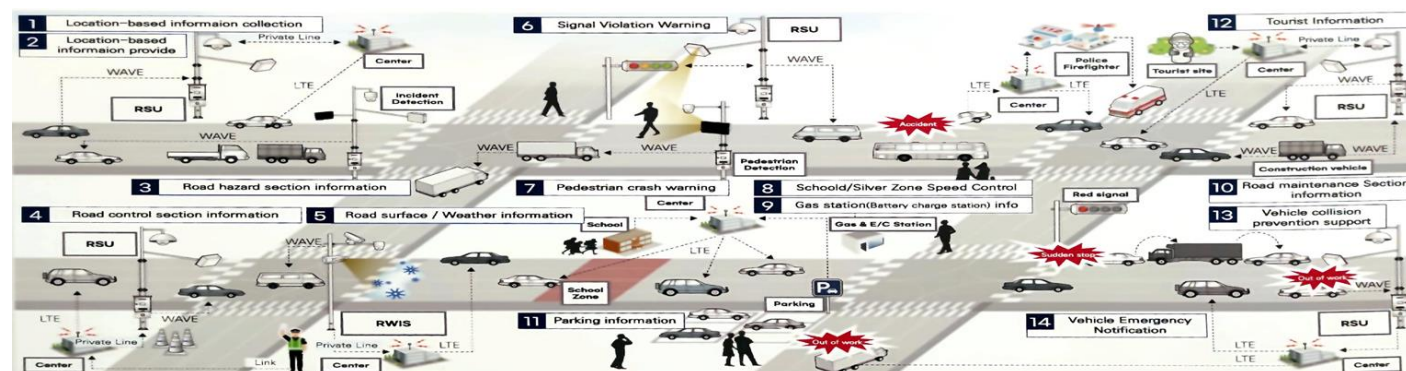 1 Location-based informaion collection
2 Location-based
informaion provide
Private Line
Center
WAVE
LTE
RSU
Incident
Detection
WAVE
3 Road hazard section information
6 Signal Violation Warning
RSU
WAVE
WAVE
WAVE
Pedestrian
Detection
Accident
Police
Firefighter
LTE
Center
12 Tourist Information
Tourist site
Private Line
Center
LTE
WAVE
RSU
WAVE
WAVE
Construction vehicle
4 Road control section information
RSU
LTE
WAVE
Private Line
Center
Link
5 Road surface / Weather information
WAVE
RWIS
Private Line
LTE
Center
7 Pedestrian crash warning
Center
8 Schoold/Silver Zone Speed Control
9 Gas station(Battery charge station) info
School
Gas & E/C Station
LTE
School
Zone
Parking
P
11 Parking information
Out of work
10 Road maintenance Section
information
13 Vehicle collision
prevention support
Red signal
Sudden stop
Out of work
WAVE
14 Vehicle Emergency
Notification
RSU
LTE
LTE
Center